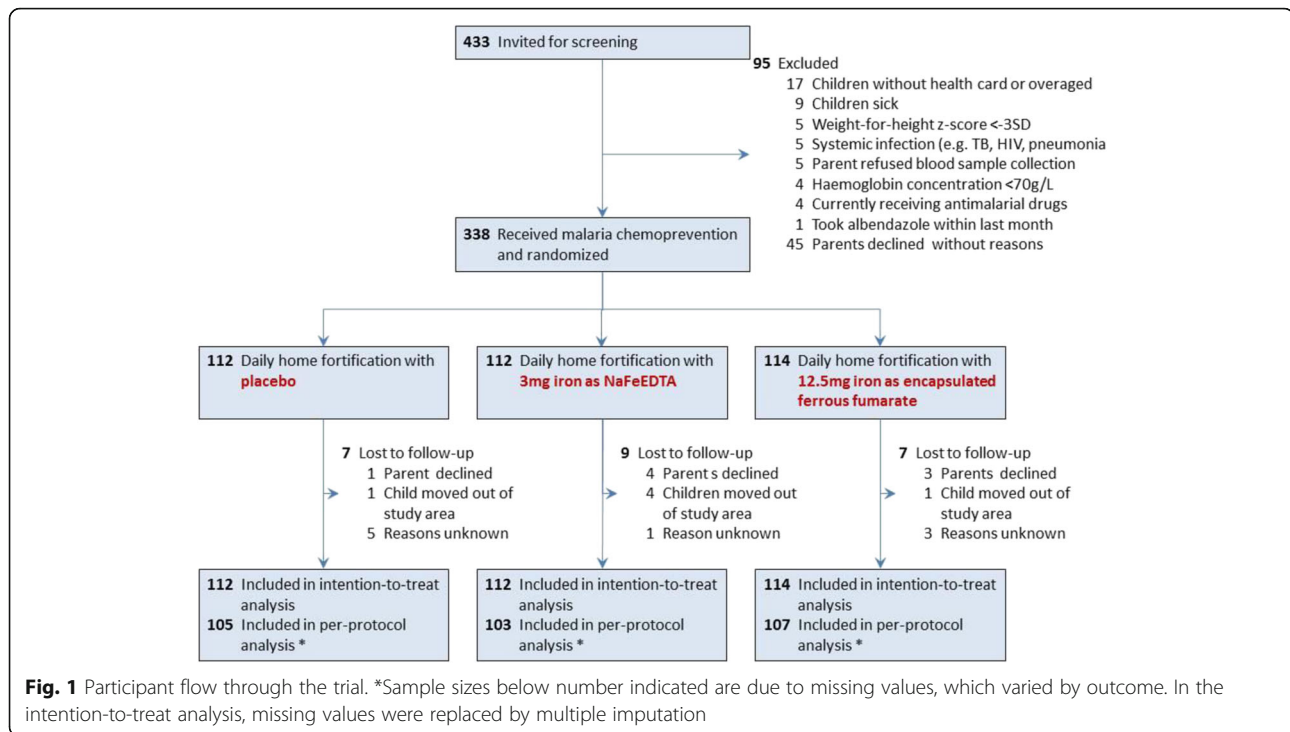 433 Invited for screening
95 Excluded
17 Children without health card or overaged
9 Children sick
5 Weight-for-height z-score <-3SD
5 Systemic infection (e.g. TB, HIV, pneumonia
5 Parent refused blood sample collection
4 Haemoglobin concentration <70g/L
4 Currently receiving antimalarial drugs
1 Took albendazole within last month
45 Parents declined without reasons
338 Received malaria chemoprevention
and randomized
112 Daily home fortification with
placebo
112 Daily home fortification with
3mg iron as NaFeEDTA
114 Daily home fortification with
12.5mg iron as encapsulated
ferrous fumarate
7 Lost to follow-up
1 Parent declined
1 Child moved out of
study area
5 Reasons unknown
9 Lost to follow-up
4 Parent s declined
4 Children moved out
of study area
1 Reason unknown
7 Lost to follow-up
3 Parents declined
1 Child moved out of
study area
3 Reasons unknown
112 Included in intention-to-treat
analysis
105 Included in per-protocol
analysis *
112 Included in intention-to-treat
analysis
103 Included in per-protocol
analysis *
114 Included in intention-to-treat
analysis
107 Included in per-protocol
analysis *
Fig. 1 Participant flow through the trial. *Sample sizes below number indicated are due to missing values, which varied by outcome. In the
intention-to-treat analysis, missing values were replaced by multiple imputation